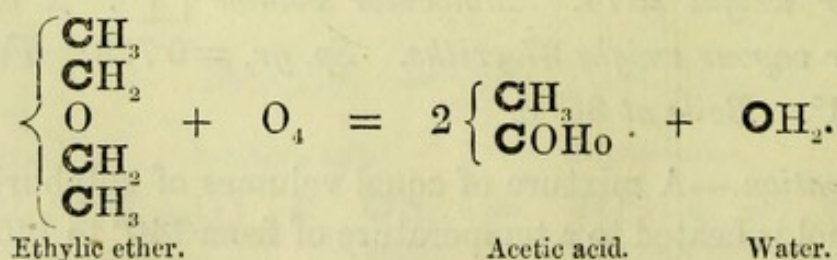 CH₃
CH₂
O + O₄ = 2 { CH₃ COHo + OH₂.
CH₂
CH₃
Ethylic ether. Acetic acid. Water.